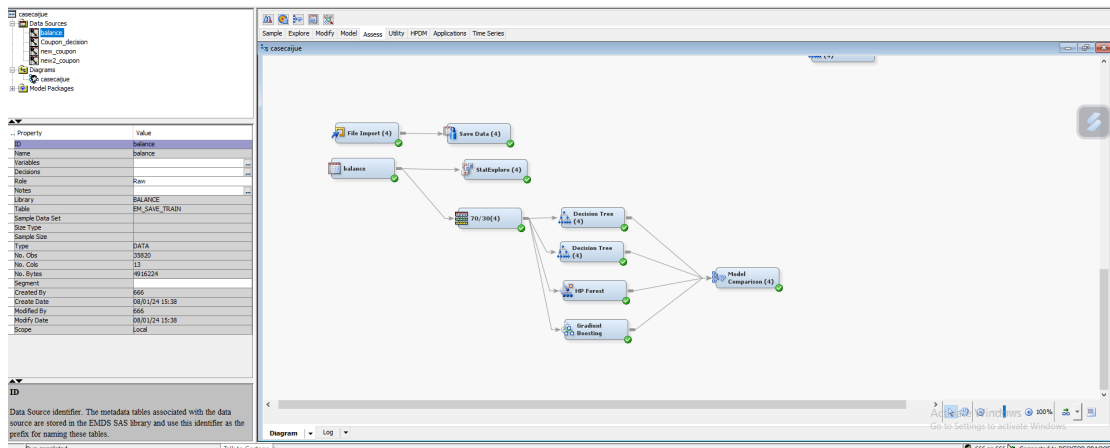 casecaijue
Data Sources
balance
Coupon_decision
new_coupon
new2_coupon
Diagrams
casecaijue
Model Packages
.. Property Value
ID balance
Name balance
Variables ...
Decisions ...
Role Raw
Notes ...
Library BALANCE
Table EM_SAVE_TRAIN
Sample Data Set
Size Type
Sample Size
Type DATA
No. Obs 35820
No. Cols 13
No. Bytes 4916224
Segment
Created By 666
Create Date 08/01/24 15:38
Modified By 666
Modify Date 08/01/24 15:38
Scope Local
ID
Data Source identifier. The metadata tables associated with the data
source are stored in the EMDS SAS library and use this identifier as the
prefix for naming these tables.
Sample Explore Modify Model Assess Utility HPDM Applications Time Series
casecaijue
File Import (4)
Save Data (4)
balance
StatExplore (4)
70/30(4)
Decision Tree
(4)
Decision Tree
(4)
HP Forest
Gradient
Boosting
Model
Comparison (4)
100%
Activate Windows
Go to Settings to activate Windows.
Diagram Log